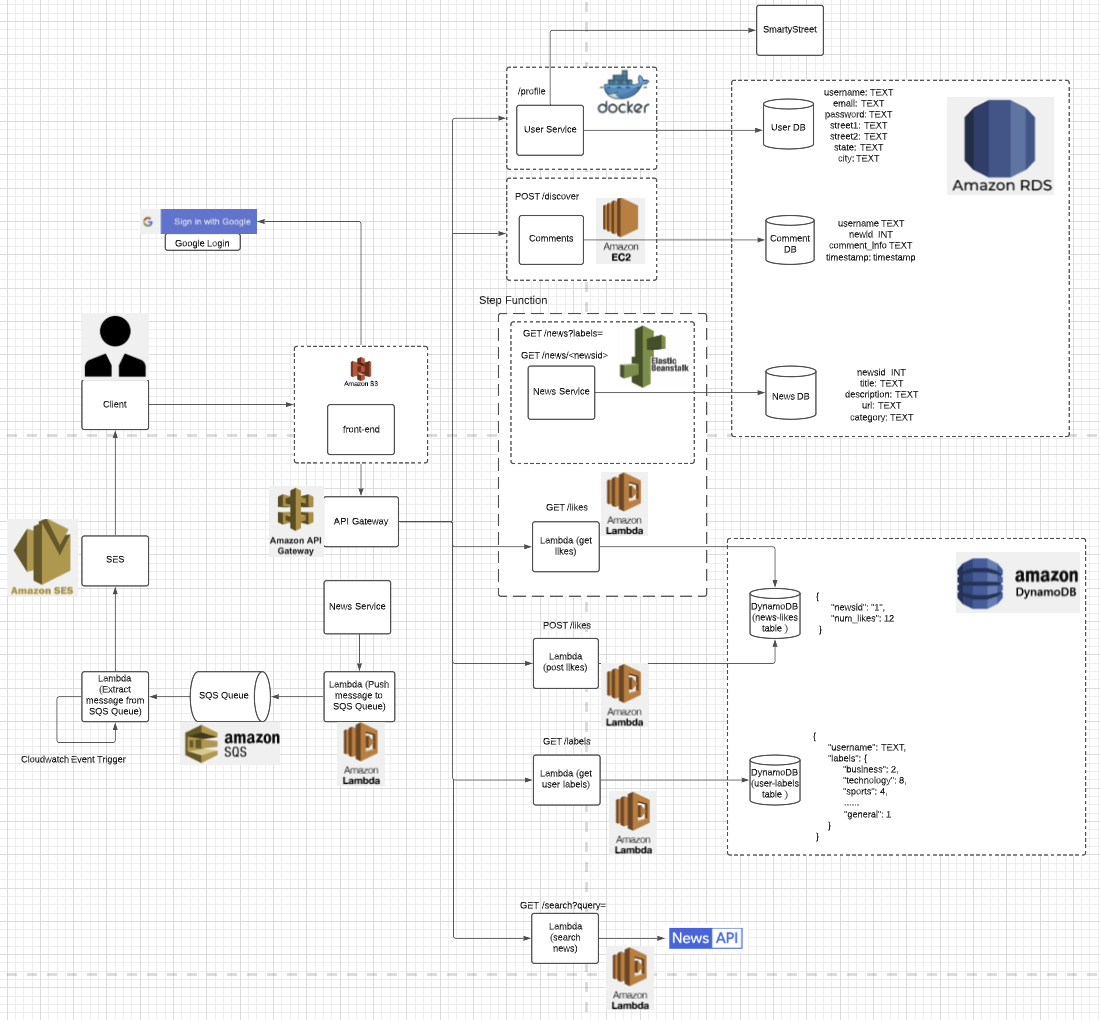 SmartyStreet
/profile
docker
User Service
User DB
username: TEXT
email: TEXT
password: TEXT
street1: TEXT
street2: TEXT
state: TEXT
city: TEXT
Amazon RDS
POST /discover
Comments
Amazon
EC2
Comment
DB
username TEXT
newid INT
comment_info TEXT
timestamp: timestamp
G
Sign in with Google
Google Login
Step Function
GET /news?labels=
GET /news/<newsid>
Elastic
Beanstalk
News Service
News DB
newsid INT
title: TEXT
description: TEXT
url: TEXT
category: TEXT
Client
Amazon S3
front-end
API Gateway
Amazon API
Gateway
GET /likes
Amazon
Lambda
Lambda (get
likes)
amazon
DynamoDB
DynamoDB
(news-likes
table )
{
"newsid": "1",
"num_likes": 12
}
SES
Amazon SES
News Service
POST /likes
Lambda
(post likes)
Amazon
Lambda
Lambda
(Extract
message from
SQS Queue)
SQS Queue
amazon
SQS
Lambda (Push
message to
SQS Queue)
Amazon
Lambda
Cloudwatch Event Trigger
GET /labels
Lambda (get
user labels)
Amazon
Lambda
DynamoDB
(user-labels
table )
{
"username": TEXT,
"labels": {
"business": 2,
"technology": 8,
"sports": 4,
......
"general": 1
}
}
GET /search?query=
Lambda
(search
news)
Amazon
Lambda
News API